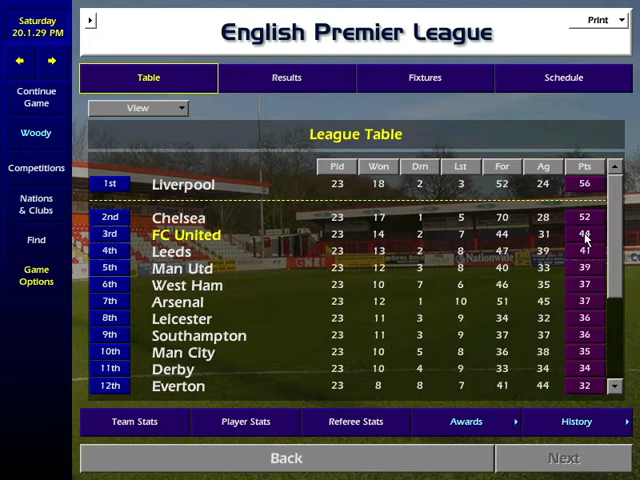 Saturday
20.1.29 PM
English Premier League
Print
Continue
Game
Woody
Competitions
Nations
& Clubs
Find
Game
Options
Table Results Fixtures Schedule
View
League Table
Pld Won Drn Lst For Ag Pts
1st Liverpool 23 18 2 3 52 24 56
2nd Chelsea 23 17 1 5 70 28 52
3rd FC United 23 14 2 7 44 31 44
4th Leeds 23 13 2 8 47 39 41
5th Man Utd 23 12 3 8 40 33 39
6th West Ham 23 10 7 6 46 35 37
7th Arsenal 23 12 1 10 51 45 37
8th Leicester 23 11 3 9 34 32 36
9th Southampton 23 11 3 9 37 37 36
10th Man City 23 10 5 8 36 38 35
11th Derby 23 10 4 9 33 34 34
12th Everton 23 8 8 7 41 44 32
Nationwide
Team Stats Player Stats Referee Stats Awards History
Back Next